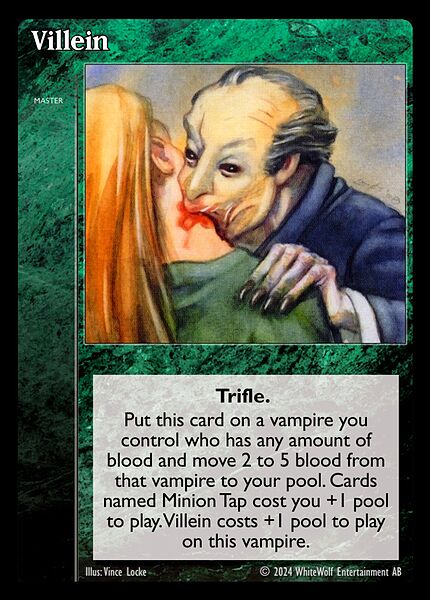 Villein
MASTER
Trifle.
Put this card on a vampire you
control who has any amount of
blood and move 2 to 5 blood from
that vampire to your pool. Cards
named Minion Tap cost you +1 pool
to play.Villein costs +1 pool to play
on this vampire.
Illus: Vince Locke
© 2024 WhiteWolf Entertainment AB